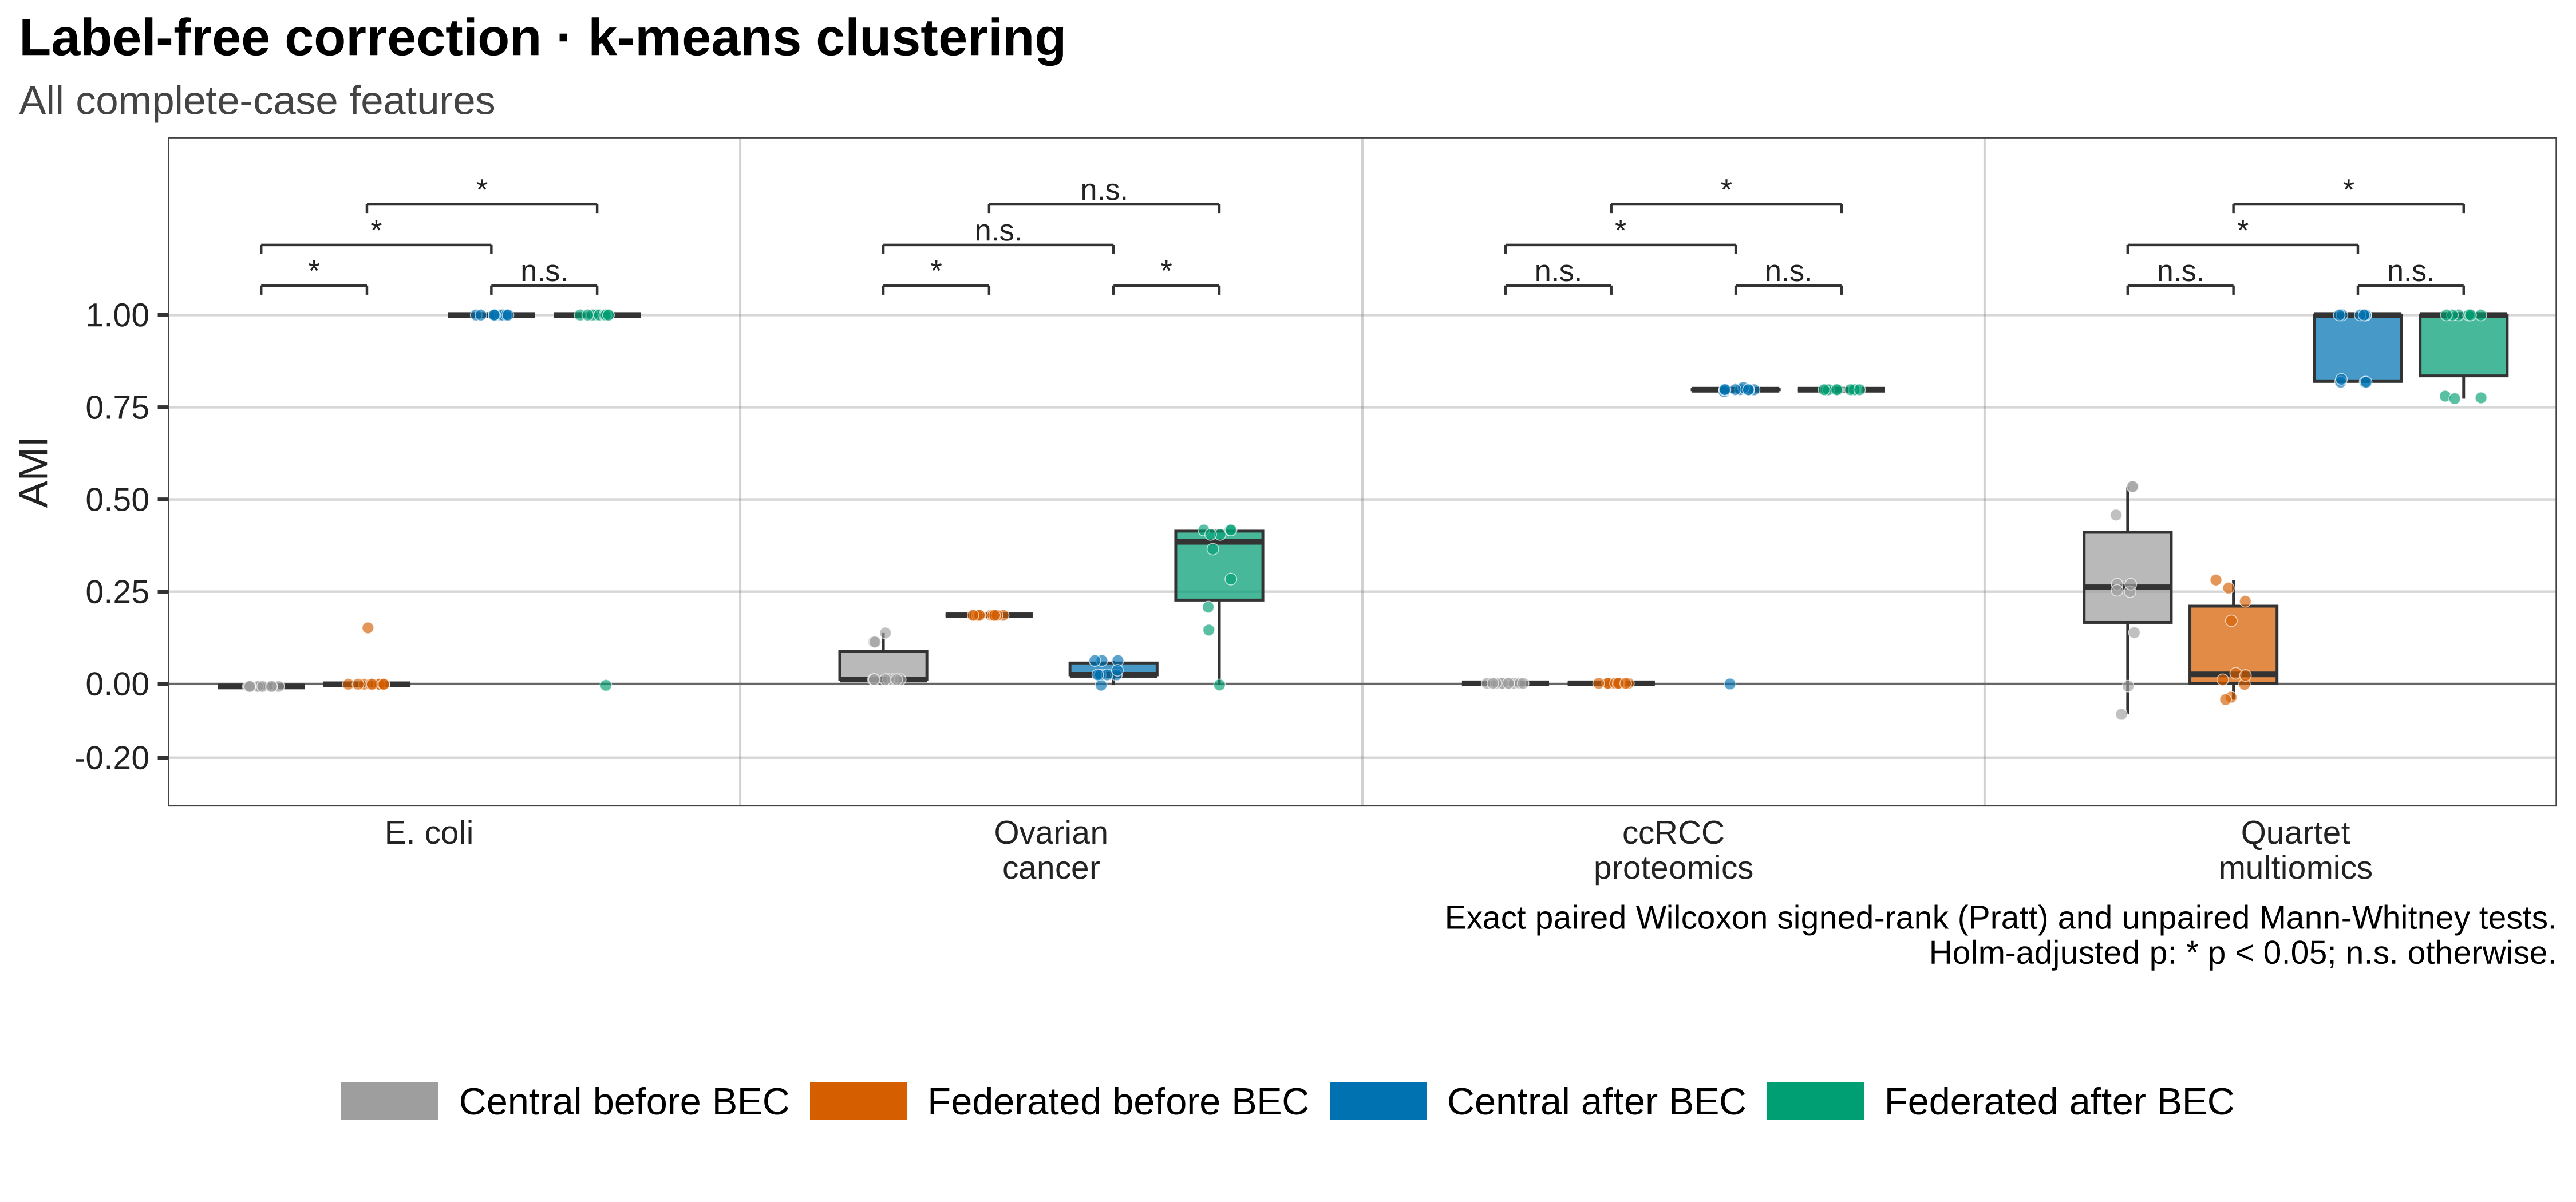 Label-free correction · k-means clustering
All complete-case features
* n.s. * *
* n.s. * *
* n.s. * * n.s. n.s. n.s. n.s.
1.00
0.75
0.50
0.25
0.00
-0.20
AMI
E. coli
Ovarian
cancer
ccRCC
proteomics
Quartet
multiomics
Exact paired Wilcoxon signed-rank (Pratt) and unpaired Mann-Whitney tests.
Holm-adjusted p: * p < 0.05; n.s. otherwise.
Central before BEC Federated before BEC Central after BEC Federated after BEC